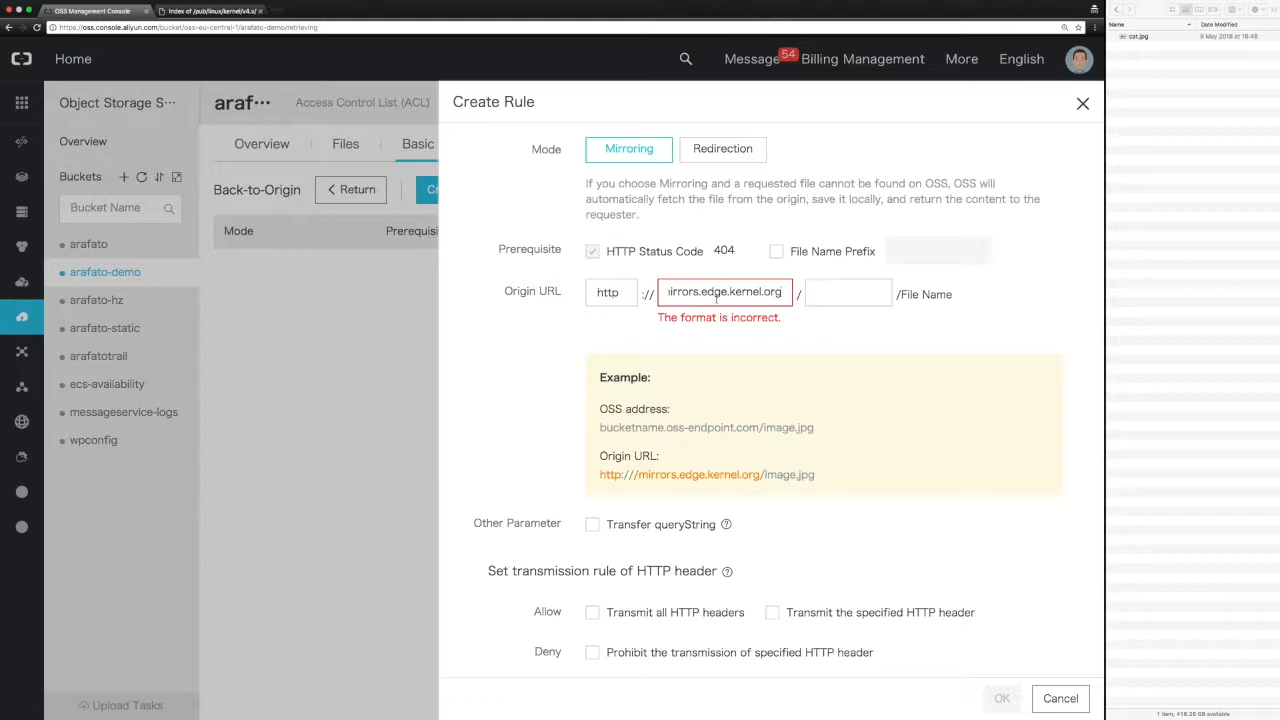 OSS Management Console
Index of /pub/linux/kernel/v4.x/
https://oss.console.aliyun.com/bucket/oss-eu-central-1/arafato-demo/retrieving
Name
Date Modified
cst.jpg
9 May 2018 at 16:48
Home
Message
54
Billing Management
More
English
Object Storage S···
araf···
Access Control List (ACL)
Create Rule
Overview
Overview
Files
Basic
Buckets
Bucket Name
Back-to-Origin
Return
Cr
Mode
Prerequis
arafato
arafato-demo
arafato-hz
arafato-static
arafatotrail
ecs-availability
messageservice-logs
wpconfig
Upload Tasks
Mode
Mirroring
Redirection
If you choose Mirroring and a requested file cannot be found on OSS, OSS will
automatically fetch the file from the origin, save it locally, and return the content to the
requester.
Prerequisite
HTTP Status Code 404
File Name Prefix
Origin URL
http
://
irrors.edge.kernel.org
/
/File Name
The format is incorrect.
Example:
OSS address:
bucketname.oss-endpoint.com/image.jpg
Origin URL:
http:///mirrors.edge.kernel.org/image.jpg
Other Parameter
Transfer queryString
Set transmission rule of HTTP header
Allow
Transmit all HTTP headers
Transmit the specified HTTP header
Deny
Prohibit the transmission of specified HTTP header
OK
Cancel
1 item, 416.26 GB available